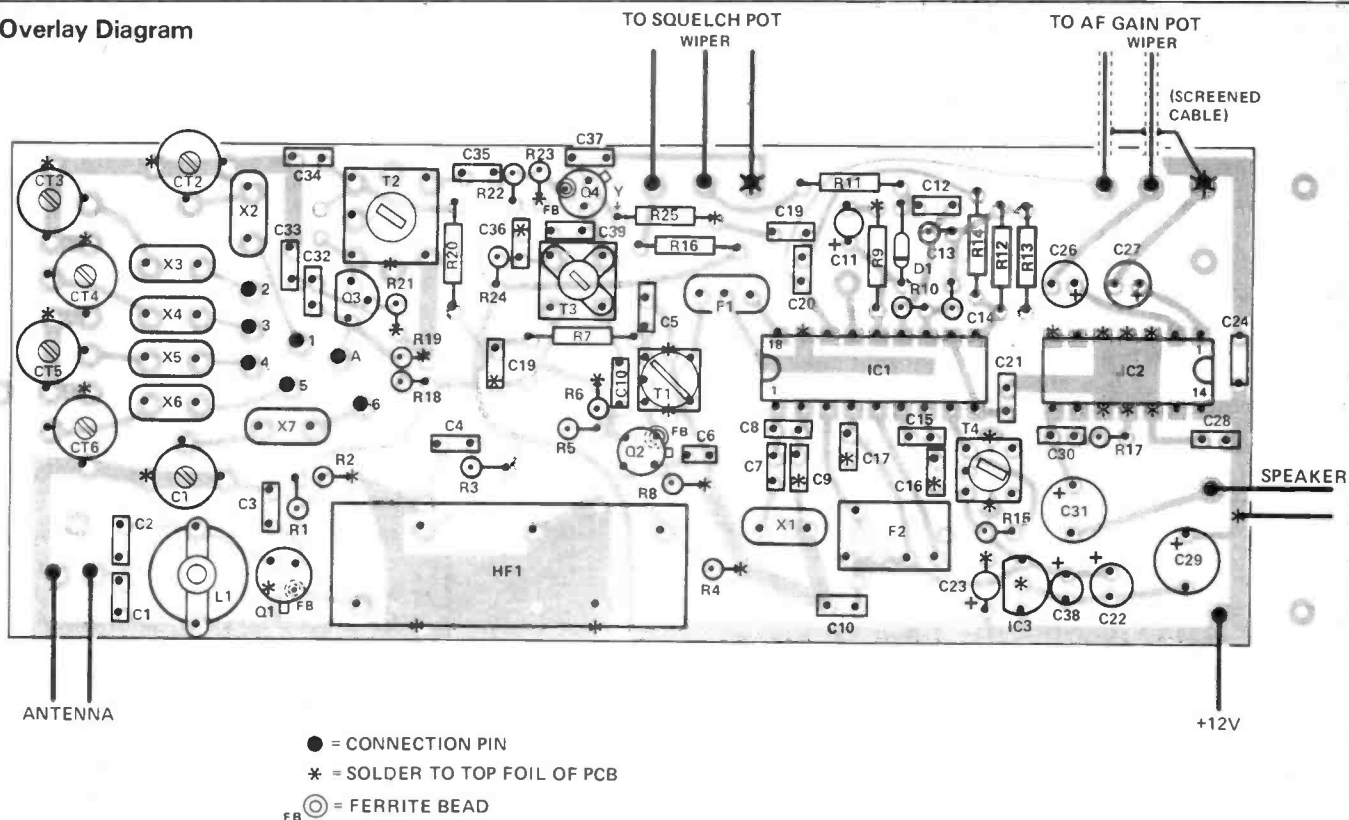 Overlay Diagram
TO SQUELCH POT
WIPER
TO AF GAIN POT
WIPER
(SCREENED
CABLE)
CT3
CT2
C34
X2
T2
C35
R22
R23
C37
Q4
FB
Y
R25
R11
C12
C19
C11
R9
D1
C13
R14
R12
R13
C26
C27
CT4
X3
C33
C32
Q3
R21
R20
C36
R24
C39
T3
R16
C20
R10
C14
2
X4
3
F1
C5
R7
CT5
X5
4
1
A
R19
R18
C19
18
1
IC1
C21
1
IC2
14
C24
X6
5
6
R6
C10
T1
CT6
X7
C4
R5
Q2
FB
C6
C8
C15
T4
C30
R17
C28
C1
R2
R3
R8
C7
C9
C17
C16
SPEAKER
C3
R1
C2
X1
F2
R15
C31
L1
Q1
FB
HF1
R4
C23
IC3
C38
C22
C29
C1
C10
ANTENNA
+12V
● = CONNECTION PIN
* = SOLDER TO TOP FOIL OF PCB
FB = FERRITE BEAD